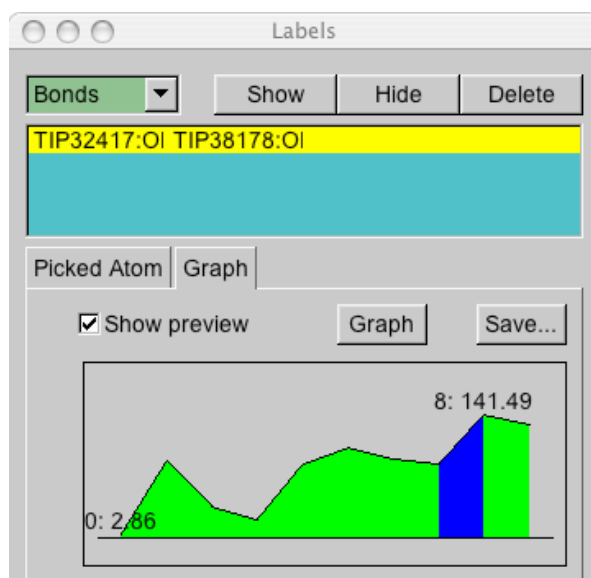 Labels
Bonds Show Hide Delete
TIP32417:OI TIP38178:OI
Picked Atom Graph
Show preview Graph Save...
8: 141.49
0: 2.86